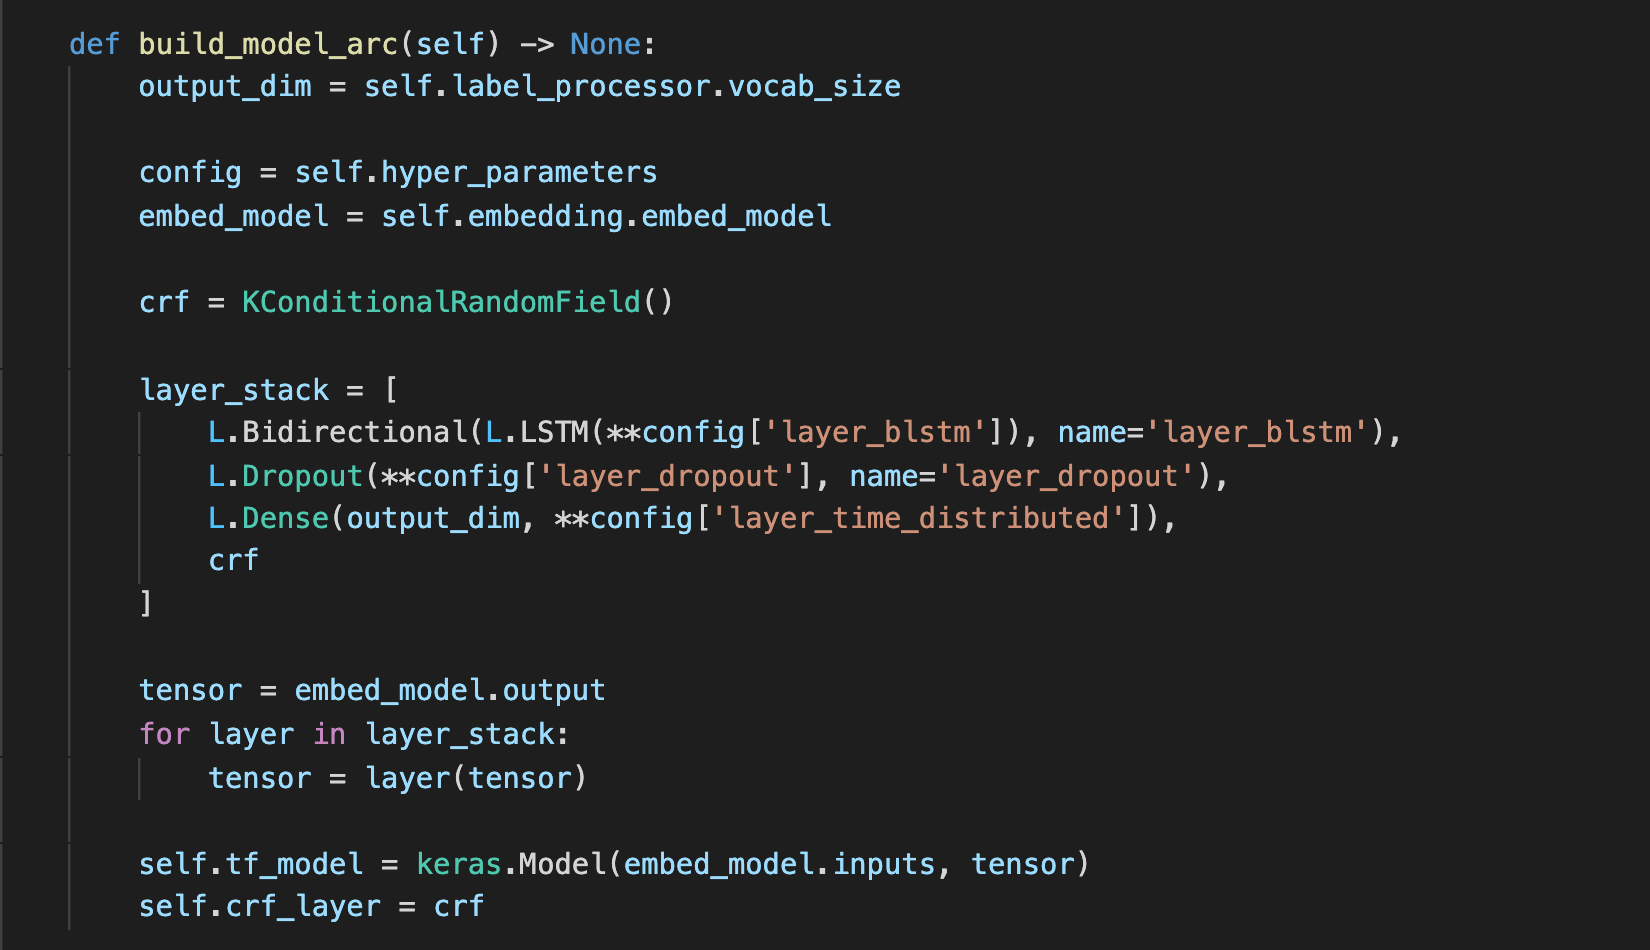 def build_model_arc(self) -> None:
    output_dim = self.label_processor.vocab_size

    config = self.hyper_parameters
    embed_model = self.embedding.embed_model

    crf = KConditionalRandomField()

    layer_stack = [
        L.Bidirectional(L.LSTM(**config['layer_blstm']), name='layer_blstm'),
        L.Dropout(**config['layer_dropout'], name='layer_dropout'),
        L.Dense(output_dim, **config['layer_time_distributed']),
        crf
    ]

    tensor = embed_model.output
    for layer in layer_stack:
        tensor = layer(tensor)

    self.tf_model = keras.Model(embed_model.inputs, tensor)
    self.crf_layer = crf